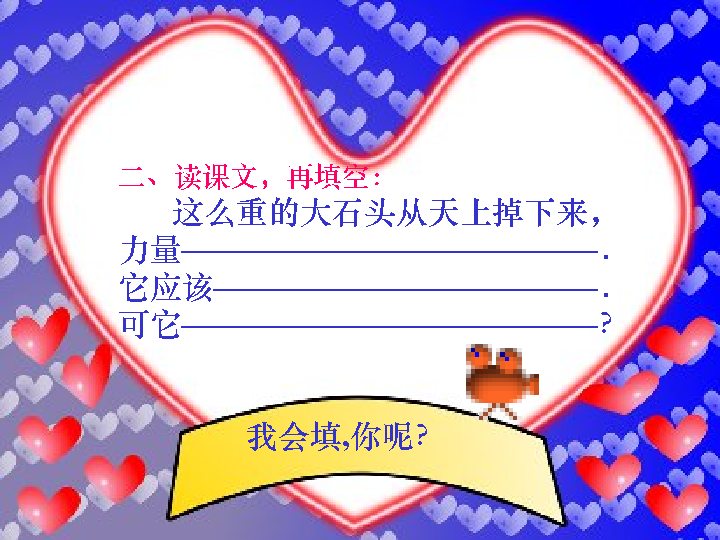 二、读课文，再填空：
这么重的大石头从天上掉下来，
力量——————————————.
它应该—————————————.
可它——————————————?
我会填,你呢?